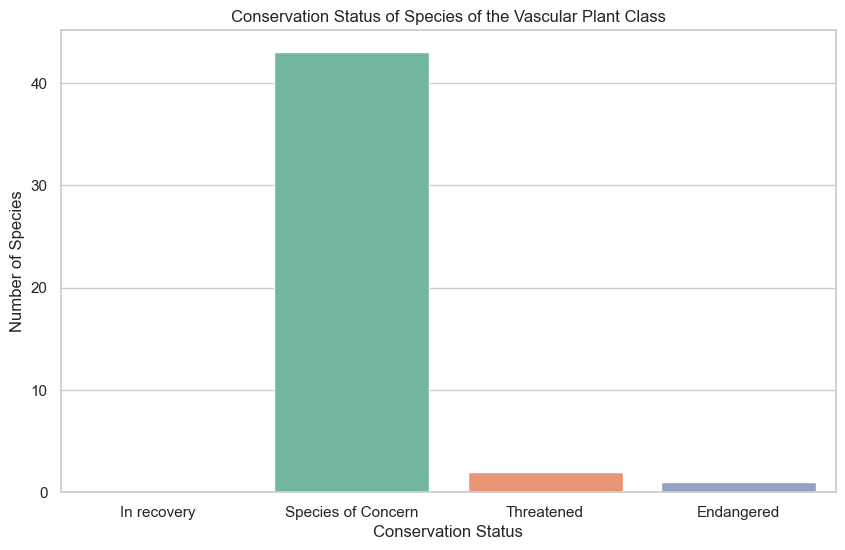 Conservation Status of Species of the Vascular Plant Class
Number of Species
40
30
20
10
0
In recovery
Species of Concern
Threatened
Endangered
Conservation Status